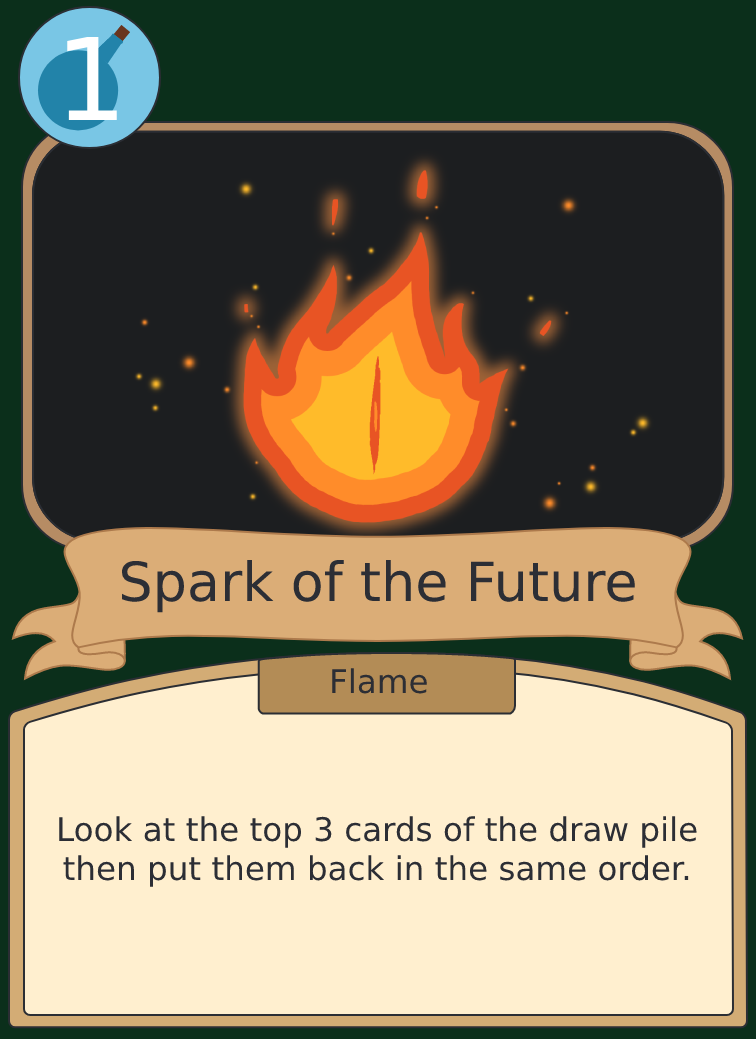 1
Spark of the Future
Flame
Look at the top 3 cards of the draw pile
then put them back in the same order.